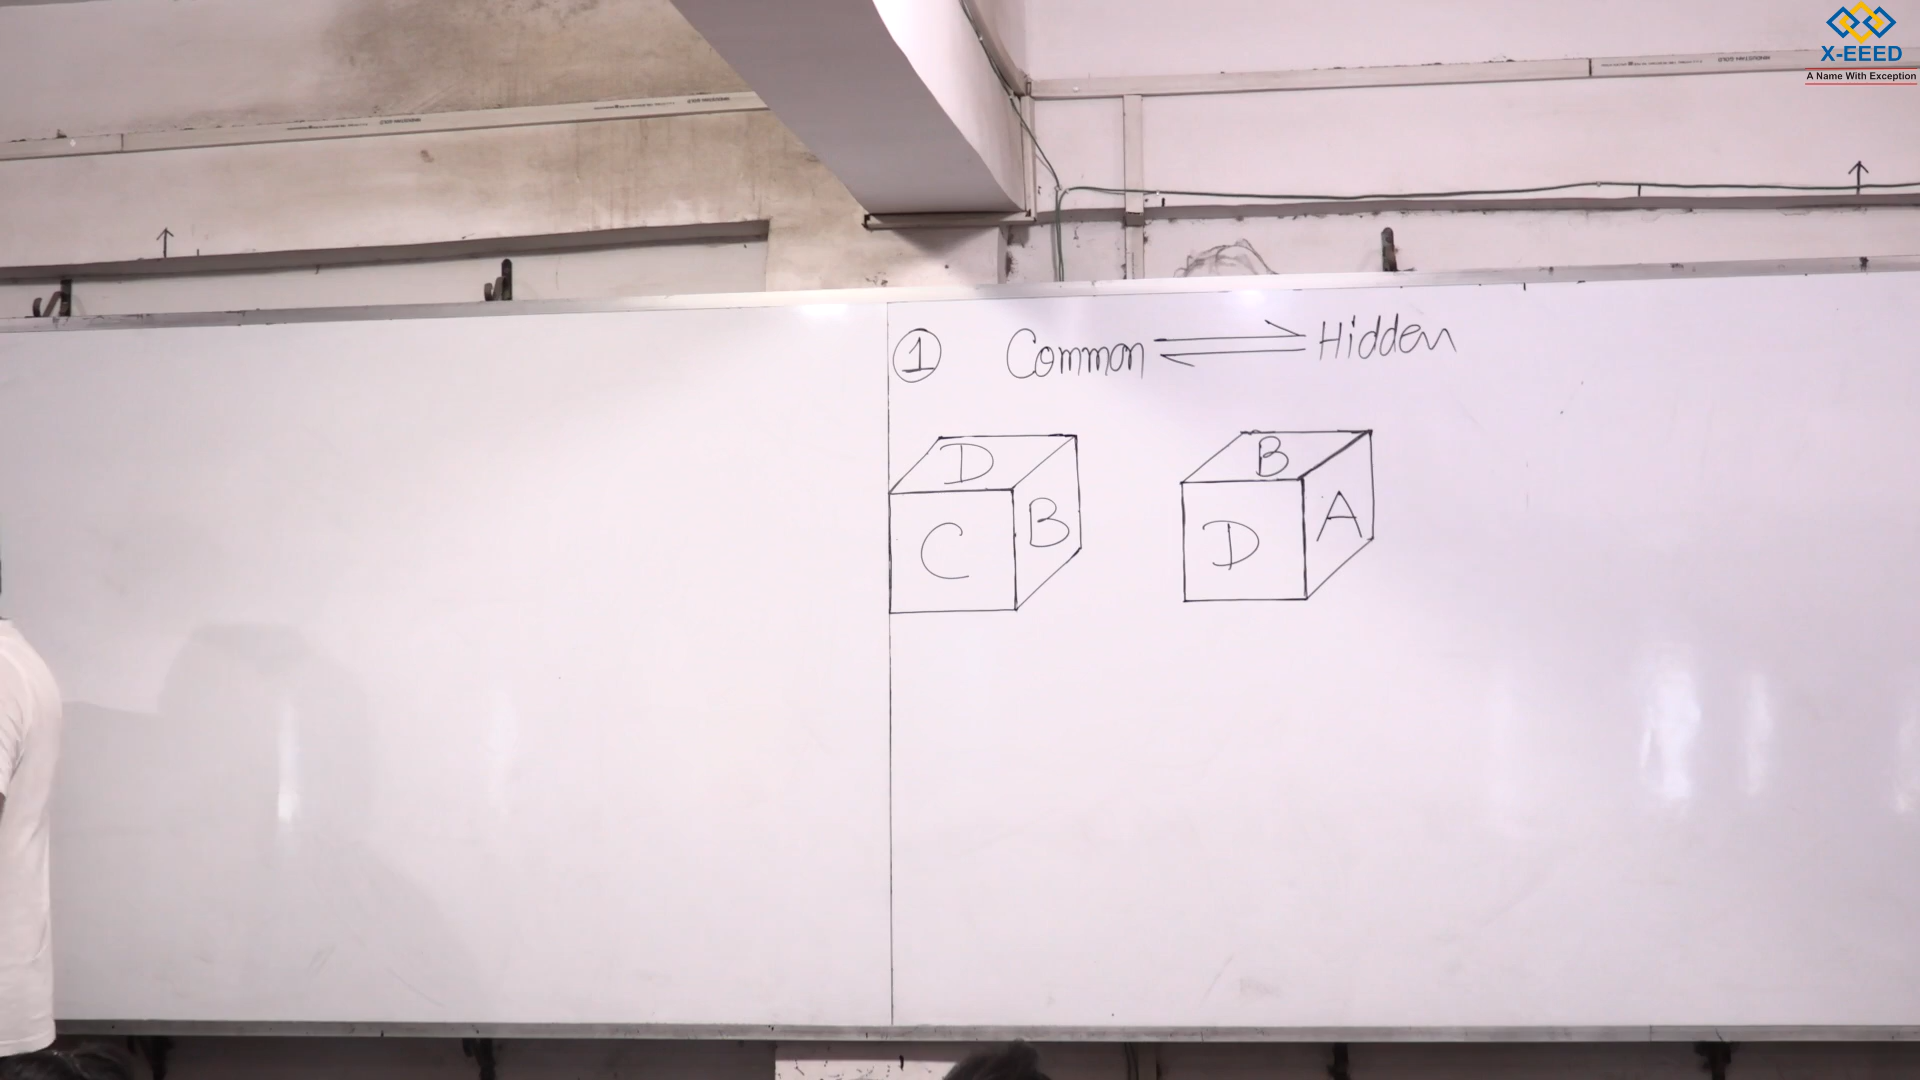 X-EEED
A Name With Exception
1 Common ⇌ Hidden
D
C
B
B
D
A